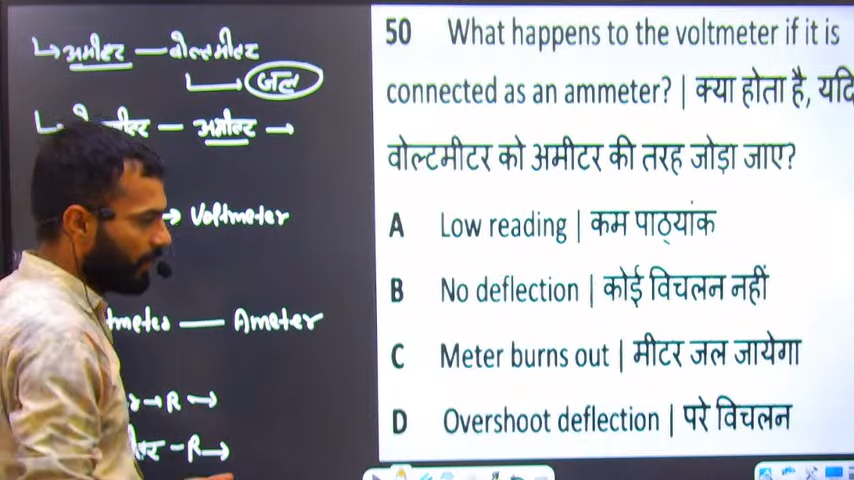 ↳ अमीटर — वोल्टमीटर
↳ जल
— अमीटर →
→ Voltmeter
— Ameter
→ R →
- R →
50 What happens to the voltmeter if it is
connected as an ammeter? | क्या होता है, यदि
वोल्टमीटर को अमीटर की तरह जोड़ा जाए?
A Low reading | कम पाठ्यांक
B No deflection | कोई विचलन नहीं
C Meter burns out | मीटर जल जायेगा
D Overshoot deflection | परे विचलन